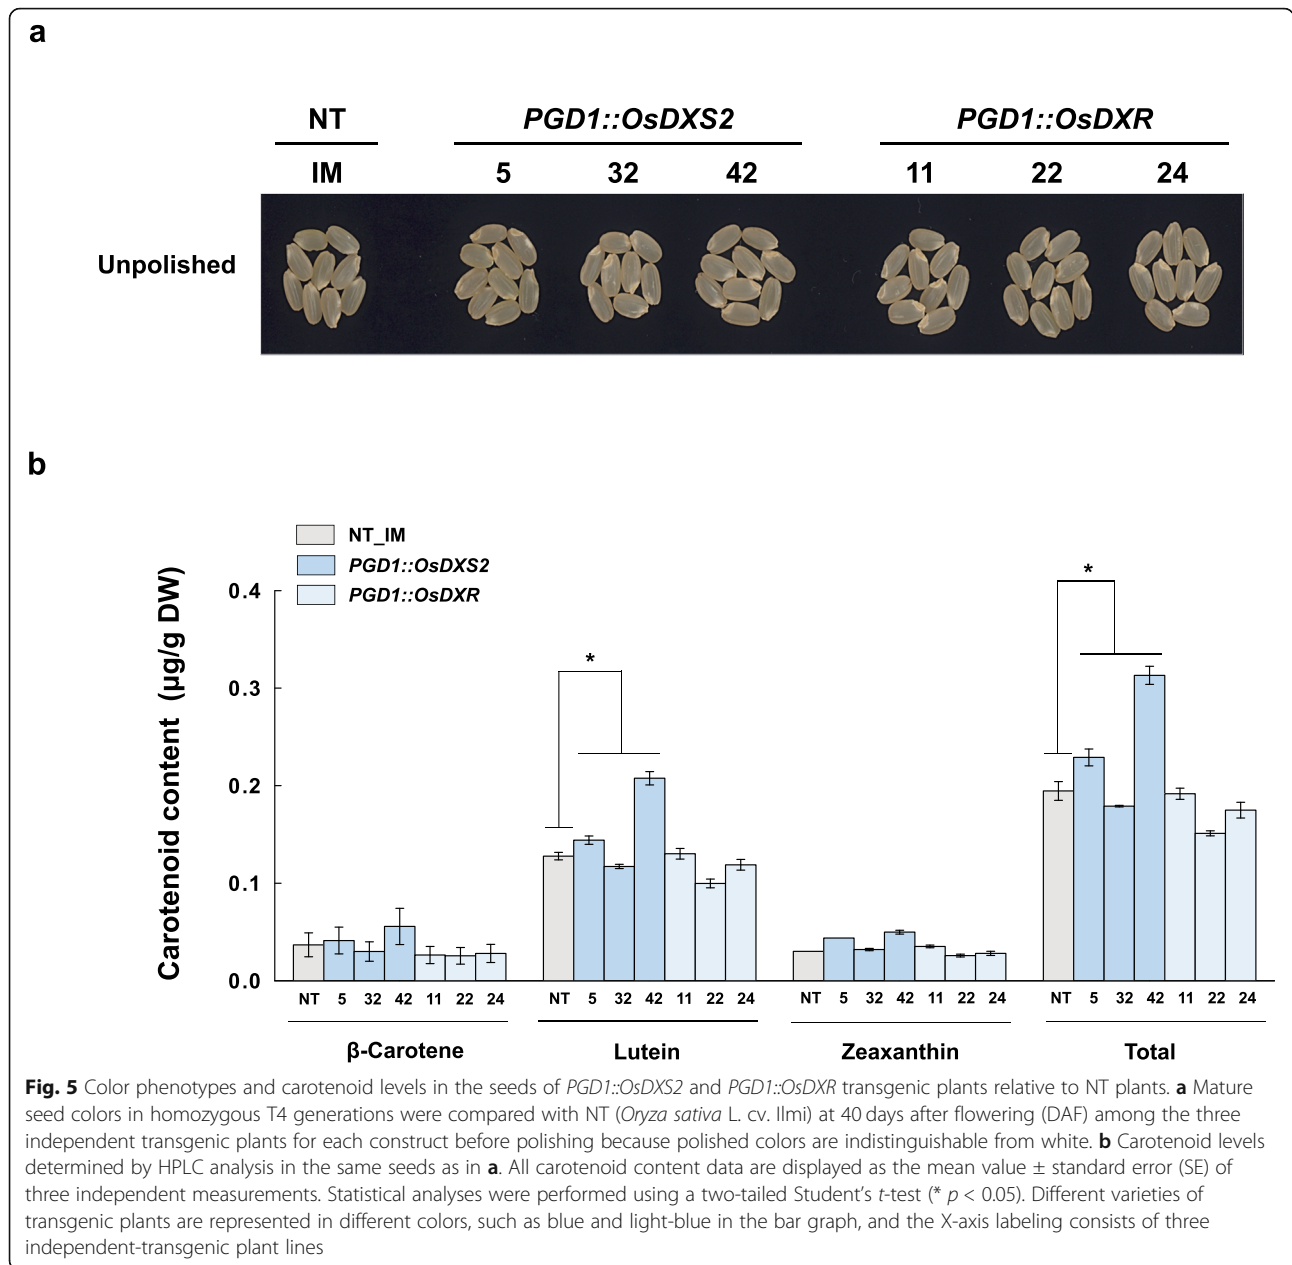 a
NT PGD1::OsDXS2 PGD1::OsDXR
IM 5 32 42 11 22 24
Unpolished
b
NT_IM
PGD1::OsDXS2
PGD1::OsDXR
Carotenoid content (μg/g DW)
0.4
0.3
0.2
0.1
0.0
*
*
NT 5 32 42 11 22 24 NT 5 32 42 11 22 24 NT 5 32 42 11 22 24 NT 5 32 42 11 22 24
β-Carotene Lutein Zeaxanthin Total
Fig. 5 Color phenotypes and carotenoid levels in the seeds of PGD1::OsDXS2 and PGD1::OsDXR transgenic plants relative to NT plants. a Mature
seed colors in homozygous T4 generations were compared with NT (Oryza sativa L. cv. Ilmi) at 40 days after flowering (DAF) among the three
independent transgenic plants for each construct before polishing because polished colors are indistinguishable from white. b Carotenoid levels
determined by HPLC analysis in the same seeds as in a. All carotenoid content data are displayed as the mean value ± standard error (SE) of
three independent measurements. Statistical analyses were performed using a two-tailed Student's t-test (* p < 0.05). Different varieties of
transgenic plants are represented in different colors, such as blue and light-blue in the bar graph, and the X-axis labeling consists of three
independent-transgenic plant lines